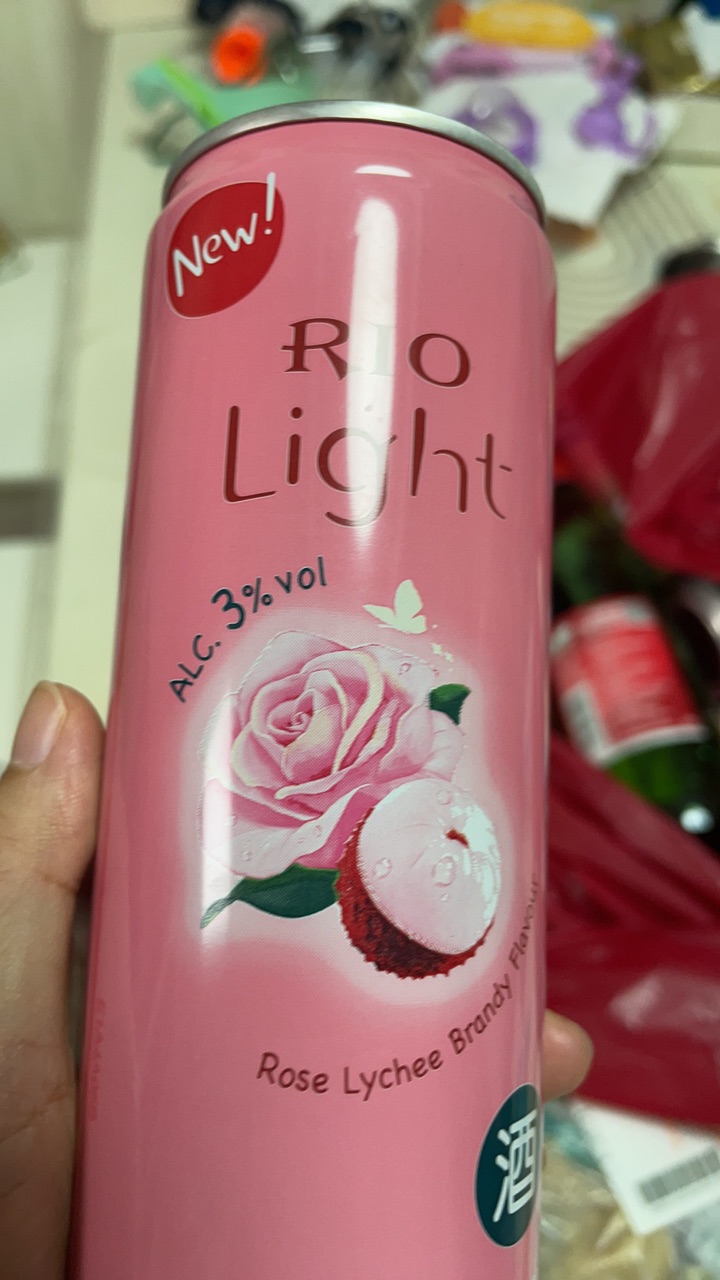 New!
RIO
Light
ALC. 3% vol
Rose Lychee Brandy Flavour
酒